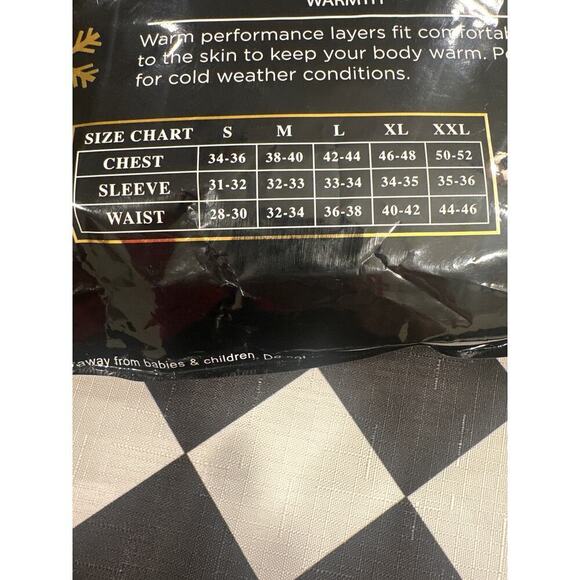 WARMTH
Warm performance layers fit
to the skin to keep your body warm.
for cold weather conditions.
SIZE CHART S M L XL XXL
CHEST 34-36 38-40 42-44 46-48 50-52
SLEEVE 31-32 32-33 33-34 34-35 35-36
WAIST 28-30 32-34 36-38 40-42 44-46
away from babies & children.